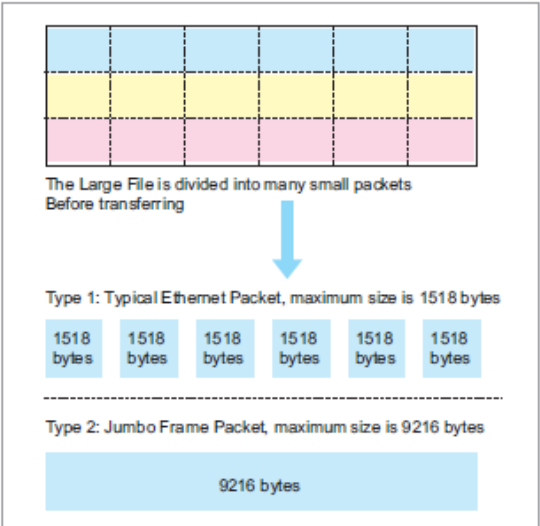 The Large File is divided into many small packets
Before transferring
Type 1: Typical Ethernet Packet, maximum size is 1518 bytes
1518 1518 1518 1518 1518 1518
bytes bytes bytes bytes bytes bytes
Type 2: Jumbo Frame Packet, maximum size is 9216 bytes
9216 bytes